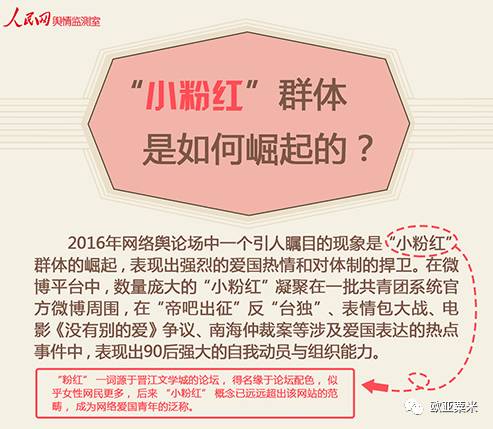 人民网
舆情监测室
“小粉红”群体
是如何崛起的？
2016年网络舆论场中一个引人瞩目的现象是“小粉红”
群体的崛起，表现出强烈的爱国热情和对体制的捍卫。在微
博平台中，数量庞大的“小粉红”凝聚在一批共青团系统官
方微博周围，在“帝吧出征”反“台独”、表情包大战、电
影《没有别的爱》争议、南海仲裁案等涉及爱国表达的热点
事件中，表现出90后强大的自我动员与组织能力。
“粉红”一词源于晋江文学城的论坛，得名缘于论坛配色，似
乎女性网民更多，后来“小粉红”概念已远远超出该网站的范
畴，成为网络爱国青年的泛称。
欧亚粟米